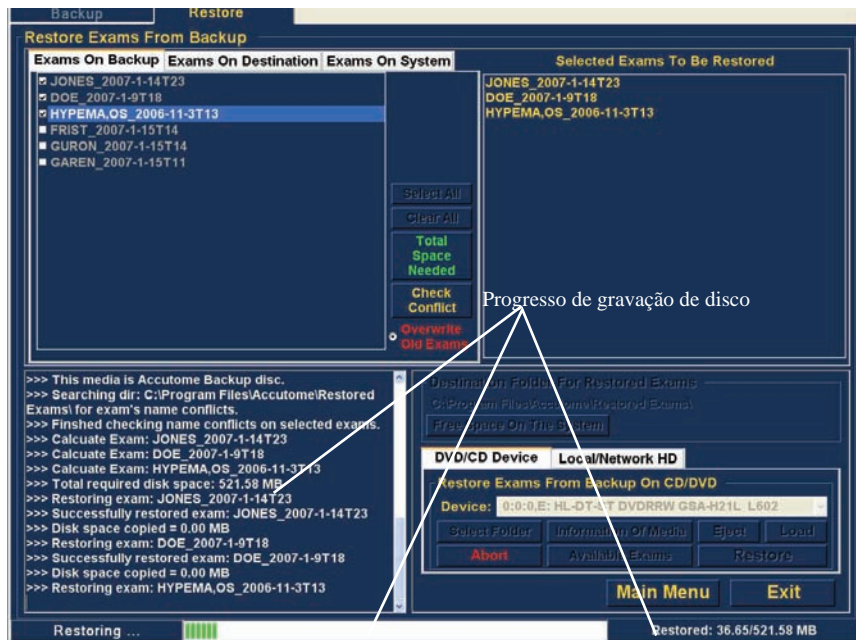 Backup Restore
Restore Exams From Backup
Exams On Backup Exams On Destination Exams On System
JONES_2007-1-14T23
DOE_2007-1-9T18
HYPEMA,OS_2006-11-3T13
FRIST_2007-1-15T14
GURON_2007-1-15T14
GAREN_2007-1-15T11
Select All
Clear All
Total
Space
Needed
Check
Conflict
Overwrite
Old Exams
Selected Exams To Be Restored
JONES_2007-1-14T23
DOE_2007-1-9T18
HYPEMA,OS_2006-11-3T13
Progresso de gravação de disco
>>> This media is Accutome Backup disc.
>>> Searching dir: C:\Program Files\Accutome\Restored
Exams\ for exam's name conflicts.
>>> Finshed checking name conflicts on selected exams.
>>> Calcuate Exam: JONES_2007-1-14T23
>>> Calcuate Exam: DOE_2007-1-9T18
>>> Calcuate Exam: HYPEMA,OS_2006-11-3T13
>>> Total required disk space: 521.58 MB
>>> Restoring exam: JONES_2007-1-14T23
>>> Successfully restored exam: JONES_2007-1-14T23
>>> Disk space copied = 0.00 MB
>>> Restoring exam: DOE_2007-1-9T18
>>> Successfully restored exam: DOE_2007-1-9T18
>>> Disk space copied = 0.00 MB
>>> Restoring exam: HYPEMA,OS_2006-11-3T13
Destination Folder For Restored Exams
C:\Program Files\Accutome\Restored Exams\
Free Space On The System
DVD/CD Device Local/Network HD
Restore Exams From Backup On CD/DVD
Device: 0:0:0,E: HL-DT-ST DVDRRW GSA-H21L L602
Select Folder Information Of Media Eject Load
Abort Available Exams Restore
Main Menu Exit
Restoring ... Restored: 36.65/521.58 MB